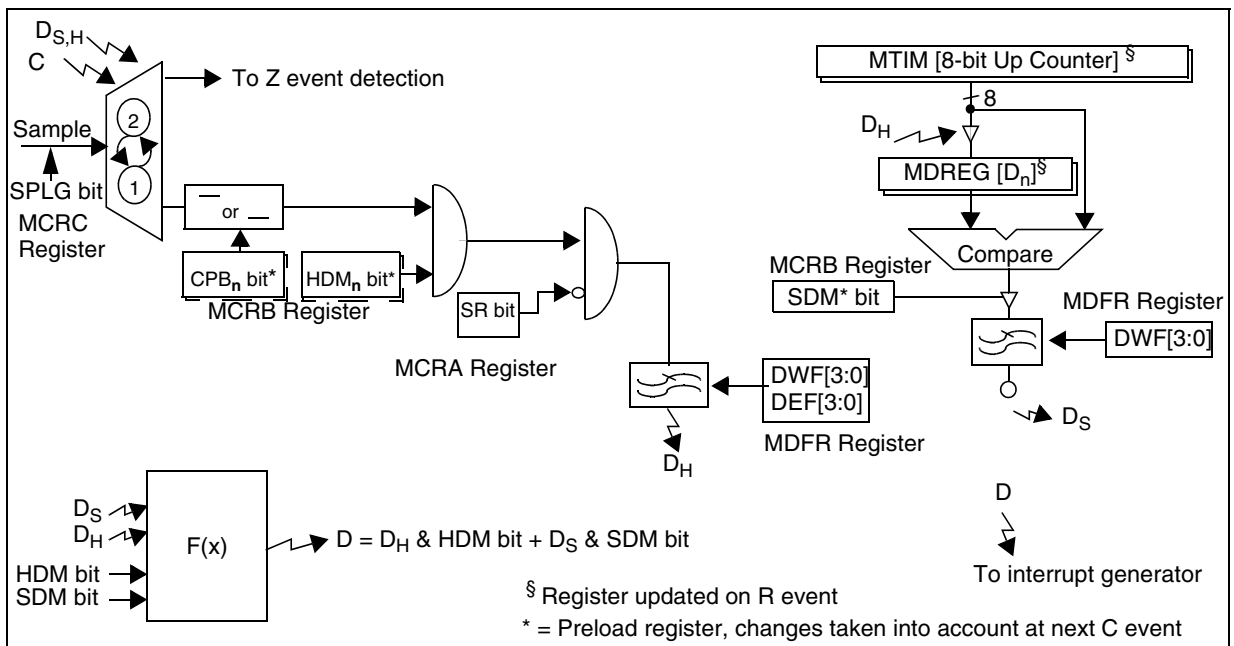 D S,H
C
To Z event detection
2
Sample
1
SPLG bit
MCRC
Register
or
CPBn bit*
HDMn bit*
MCRB Register
SR bit
MCRA Register
DWF[3:0]
DEF[3:0]
MDFR Register
DH
MTIM [8-bit Up Counter] §
8
DH
MDREG [Dn]§
Compare
MCRB Register
SDM* bit
MDFR Register
DWF[3:0]
DS
DS
DH
HDM bit
SDM bit
F(x)
D = DH & HDM bit + DS & SDM bit
D
To interrupt generator
§ Register updated on R event
* = Preload register, changes taken into account at next C event